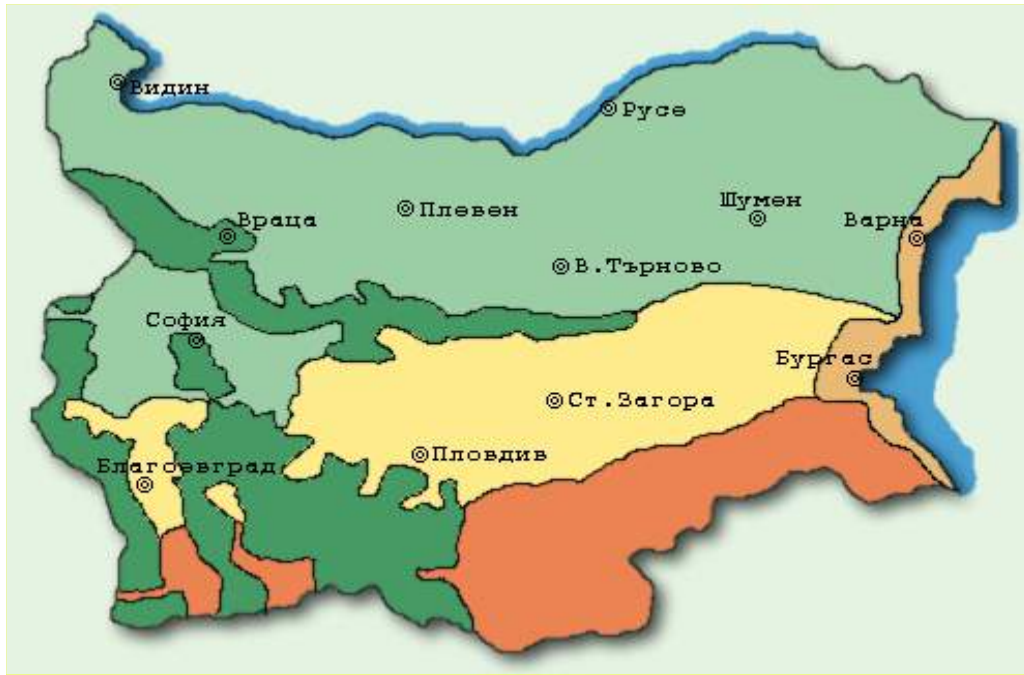 Видин
Русе
Плевен
Шумен
Враца
Варна
В.Търново
София
Бургас
Ст.Загора
Пловдив
Благоевград